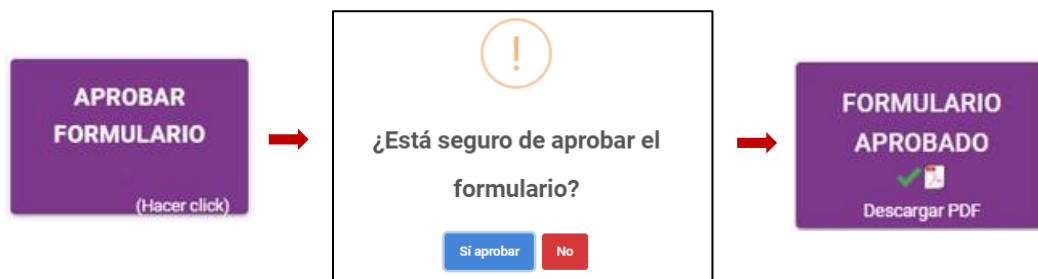 APROBAR
FORMULARIO
(Hacer click)
!
¿Está seguro de aprobar el
formulario?
Sí aprobar
No
FORMULARIO
APROBADO
Descargar PDF